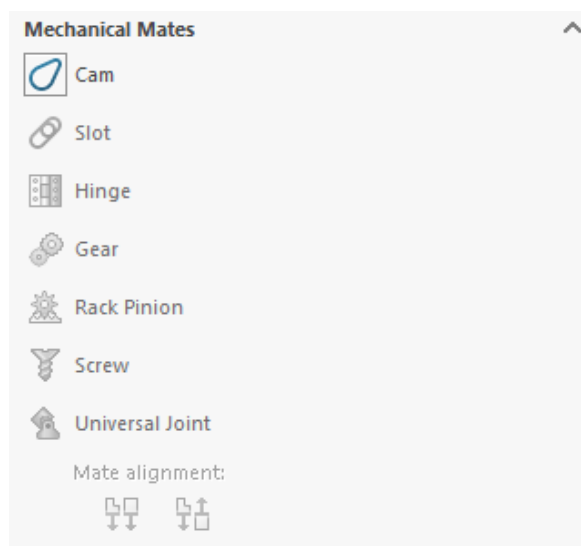 Mechanical Mates
Cam
Slot
Hinge
Gear
Rack Pinion
Screw
Universal Joint
Mate alignment: